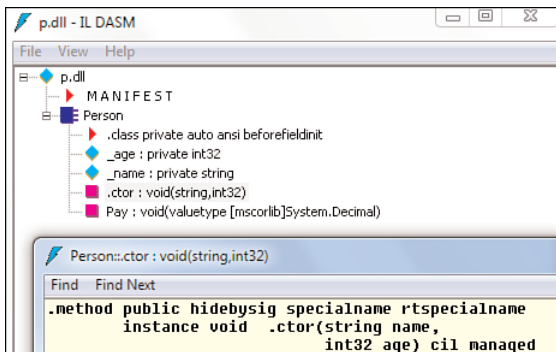 p.dll - IL DASM
File View Help
p.dll
MANIFEST
Person
.class private auto ansi beforefieldinit
_age : private int32
_name : private string
.ctor : void(string,int32)
Pay : void(valuetype [mscorlib]System.Decimal)
Person::.ctor : void(string,int32)
Find Find Next
.method public hidebysig specialname rtspecialname
instance void .ctor(string name,
int32 age) cil managed